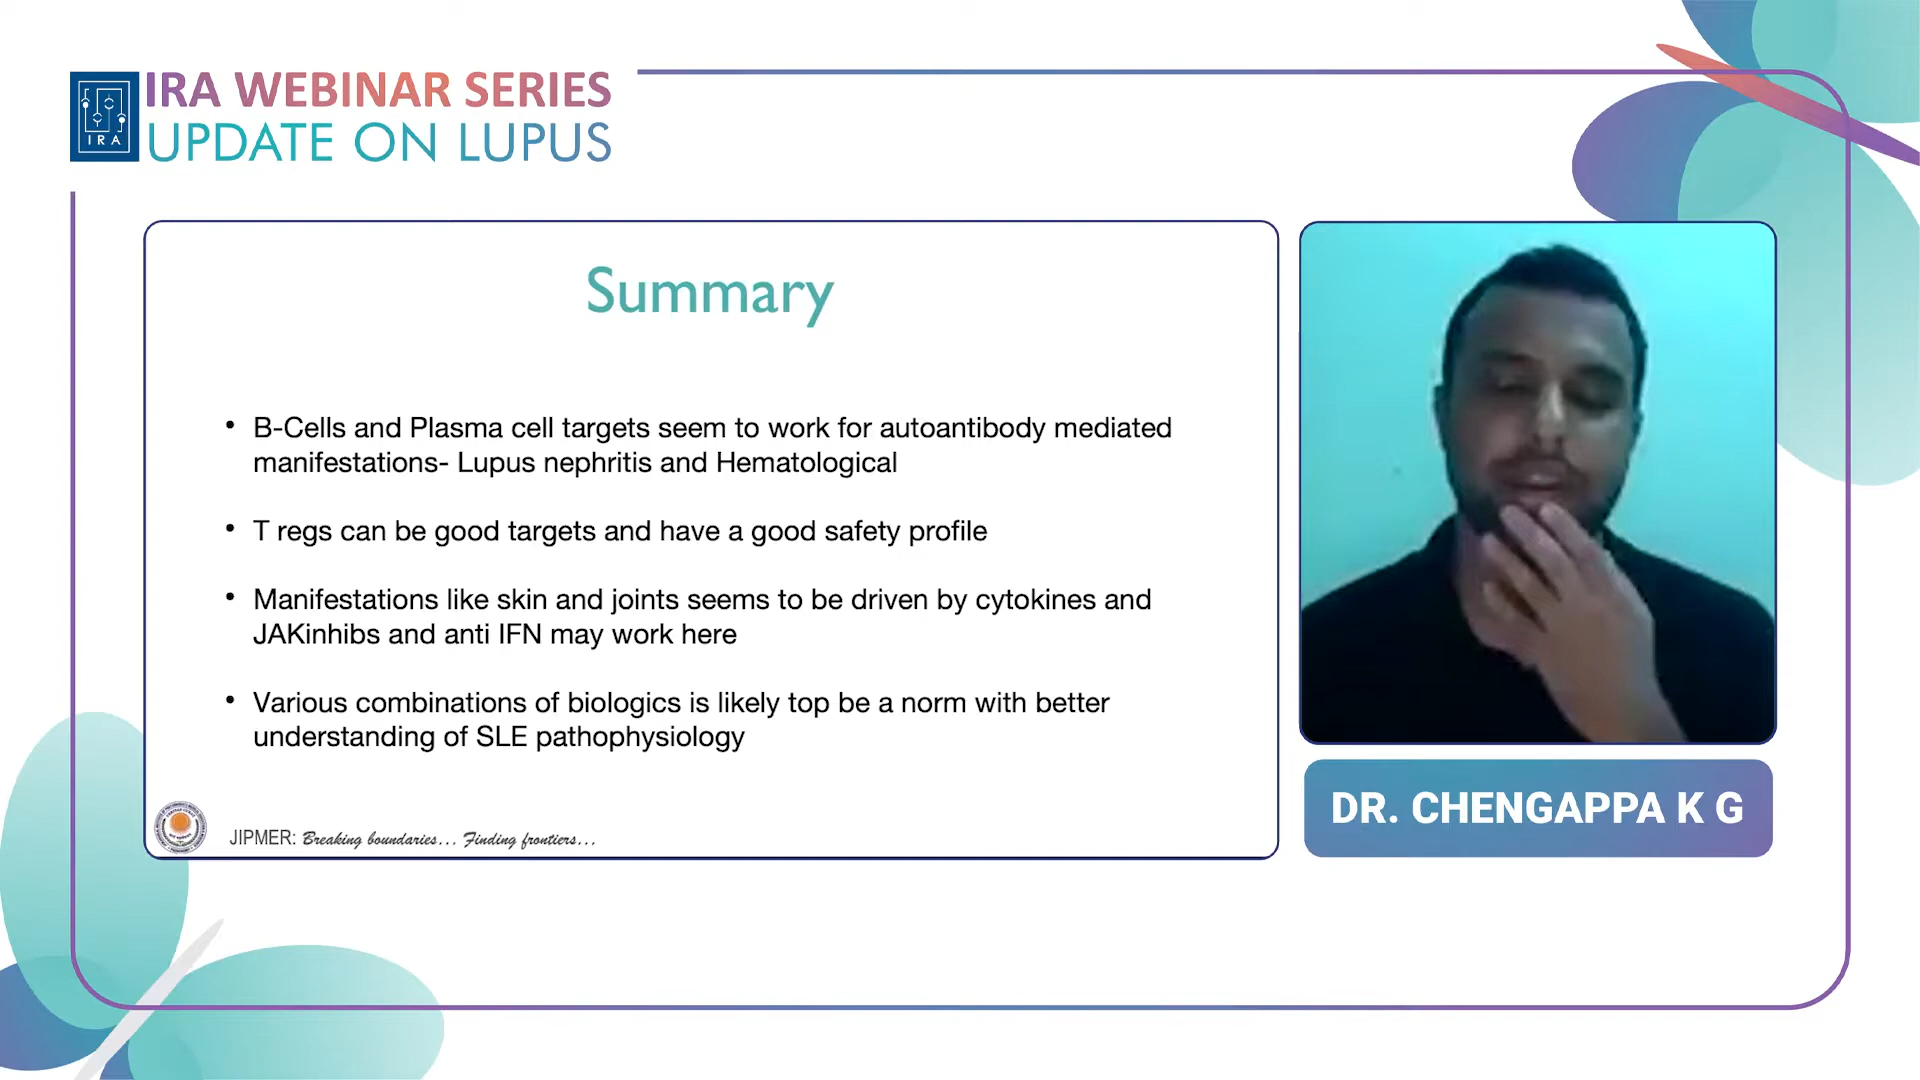 IRA WEBINAR SERIES
UPDATE ON LUPUS
IRA
Summary
• B-Cells and Plasma cell targets seem to work for autoantibody mediated
manifestations- Lupus nephritis and Hematological
• T regs can be good targets and have a good safety profile
• Manifestations like skin and joints seems to be driven by cytokines and
JAKinhibs and anti IFN may work here
• Various combinations of biologics is likely top be a norm with better
understanding of SLE pathophysiology
JIPMER: Breaking boundaries... Finding frontiers...
DR. CHENGAPPA K G